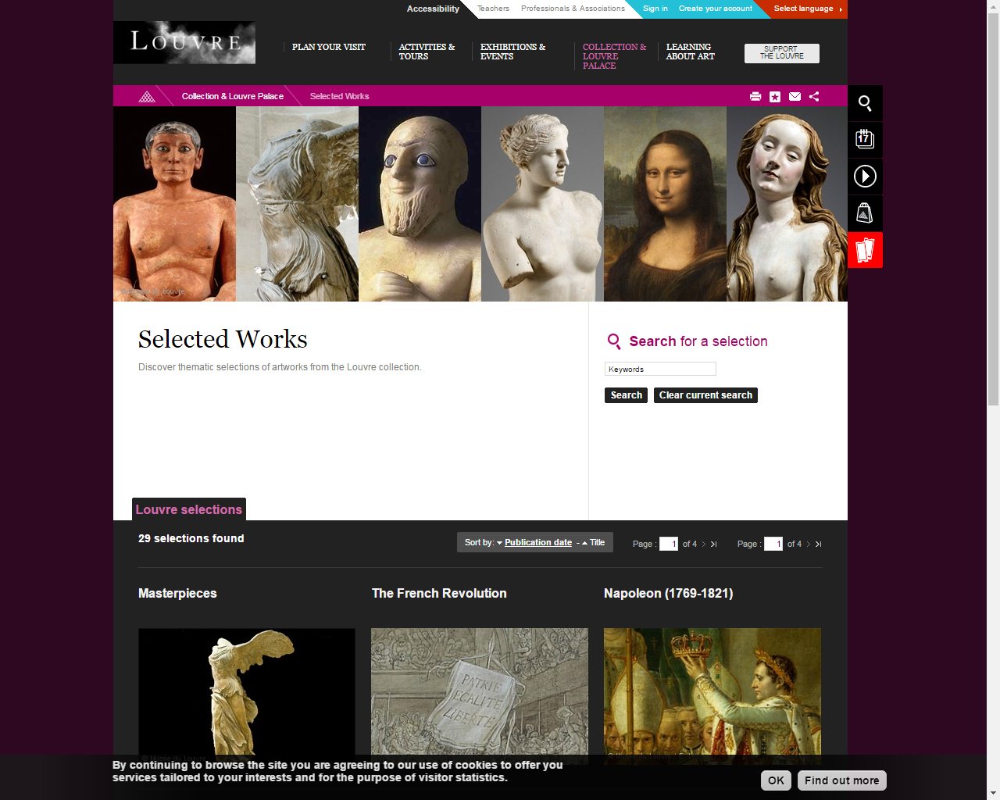 Accessibility
Teachers
Professionals & Associations
Sign in
Create your account
Select language
LOUVRE
PLAN YOUR VISIT
ACTIVITIES &
TOURS
EXHIBITIONS &
EVENTS
COLLECTION &
LOUVRE
PALACE
LEARNING
ABOUT ART
SUPPORT
THE LOUVRE
Collection & Louvre Palace
Selected Works
17
Selected Works
Discover thematic selections of artworks from the Louvre collection.
Search for a selection
Keywords
Search
Clear current search
Louvre selections
29 selections found
Sort by: Publication date - Title
Page : 1 of 4
Page : 1 of 4
Masterpieces
The French Revolution
Napoleon (1769-1821)
PATRIE
EGALITE
LIBERTE
By continuing to browse the site you are agreeing to our use of cookies to offer you
services tailored to your interests and for the purpose of visitor statistics.
OK
Find out more